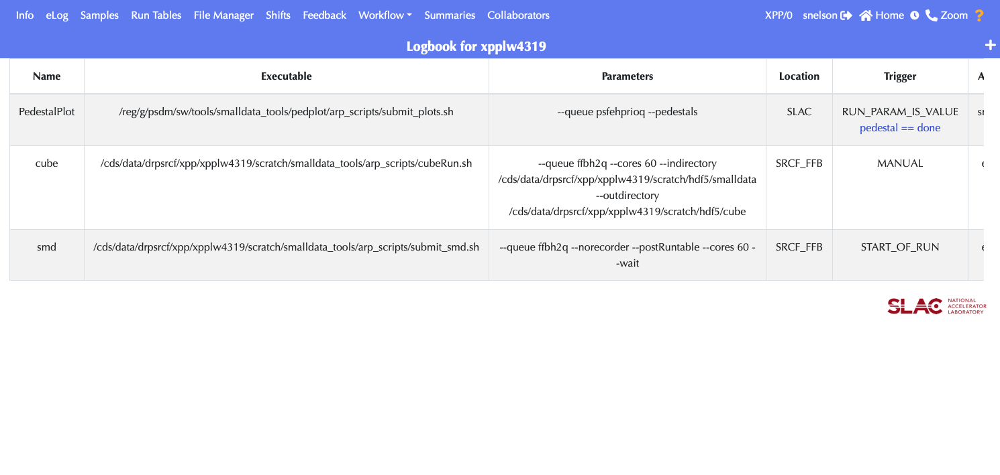 Info eLog Samples Run Tables File Manager Shifts Feedback Workflow Summaries Collaborators XPP/0 snelson Home Zoom ?
Logbook for xpplw4319
Name Executable Parameters Location Trigger A
PedestalPlot /reg/g/psdm/sw/tools/smalldata_tools/pedplot/arp_scripts/submit_plots.sh --queue psfehprioq --pedestals SLAC RUN_PARAM_IS_VALUE
pedestal == done
cube /cds/data/drpsrcf/xpp/xpplw4319/scratch/smalldata_tools/arp_scripts/cubeRun.sh --queue ffbh2q --cores 60 --indirectory SRCF_FFB MANUAL
/cds/data/drpsrcf/xpp/xpplw4319/scratch/hdf5/smalldata
--outdirectory
/cds/data/drpsrcf/xpp/xpplw4319/scratch/hdf5/cube
smd /cds/data/drpsrcf/xpp/xpplw4319/scratch/smalldata_tools/arp_scripts/submit_smd.sh --queue ffbh2q --norecorder --postRuntable --cores 60 - SRCF_FFB START_OF_RUN
-wait
SLAC NATIONAL
ACCELERATOR
LABORATORY